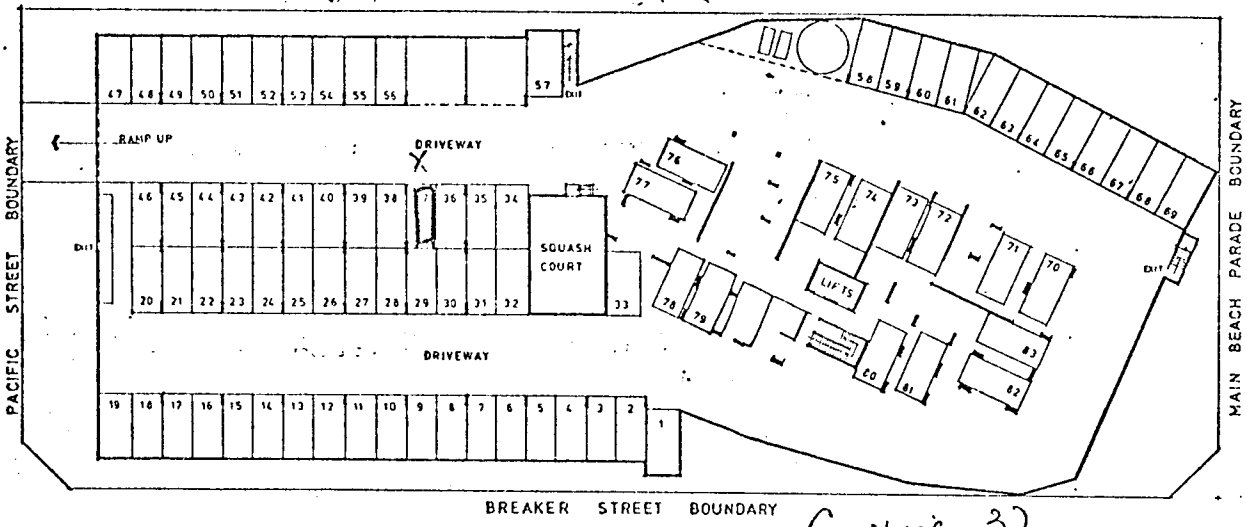 57
EXIT
47 48 49 50 51 52 53 54 55 56
58 59 60 61 62 63 64 65 66 67 68 69
RAMP UP
DRIVEWAY
X
76
77
75 74 73 72
71 70
46 45 44 43 42 41 40 39 38 36 35 34
EXIT
SQUASH
COURT
EXIT
20 21 22 23 24 25 26 27 28 29 30 31 32
33
78 79
LIFTS
80 81
83
82
DRIVEWAY
19 18 17 16 15 14 13 12 11 10 9 8 7 6 5 4 3 2
1
PACIFIC STREET BOUNDARY
MAIN BEACH PARADE BOUNDARY
BREAKER STREET BOUNDARY